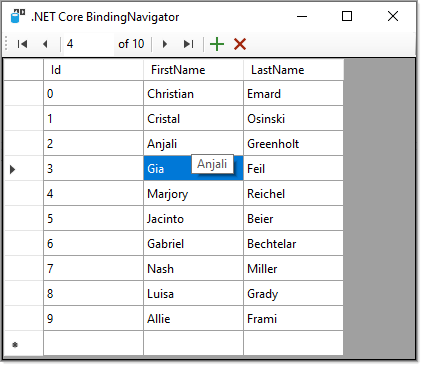 .NET Core BindingNavigator
4 of 10
Id FirstName LastName
0 Christian Emard
1 Cristal Osinski
2 Anjali Greenholt
3 Gia Anjali Feil
4 Marjory Reichel
5 Jacinto Beier
6 Gabriel Bechtelar
7 Nash Miller
8 Luisa Grady
9 Allie Frami